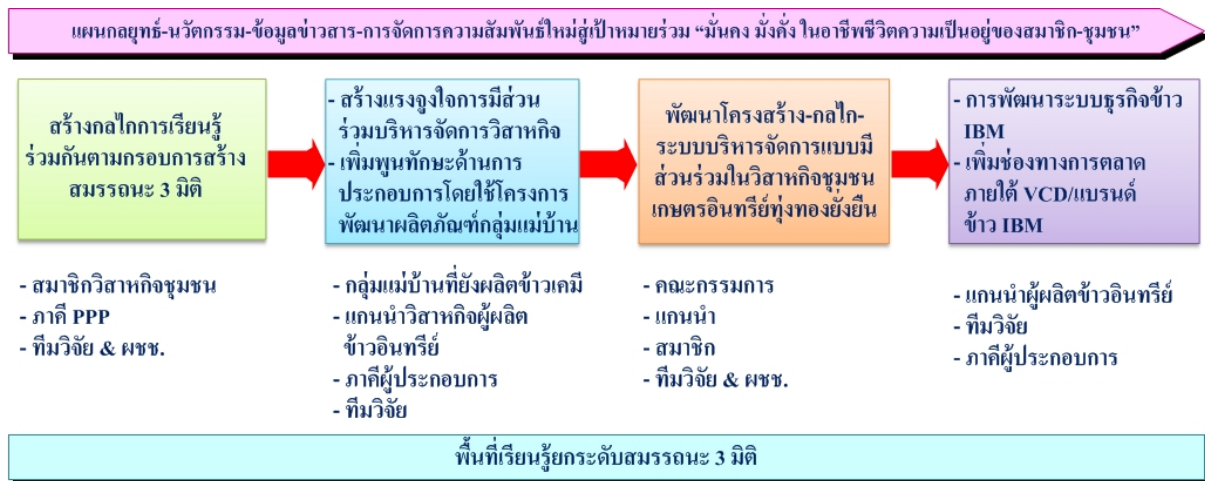 แผนกลยุทธ์-นวัตกรรม-ข้อมูลข่าวสาร-การจัดการความสัมพันธ์ใหม่สู่เป้าหมายร่วม “มั่นคง มั่งคั่ง ในอาชีพชีวิตความเป็นอยู่ของสมาชิก-ชุมชน”
สร้างกลไกการเรียนรู้
ร่วมกันตามกรอบการสร้าง
สมรรถนะ 3 มิติ
- สร้างแรงจูงใจการมีส่วน
ร่วมบริหารจัดการวิสาหกิจ
- เพิ่มพูนทักษะด้านการ
ประกอบการโดยใช้โครงการ
พัฒนาผลิตภัณฑ์กลุ่มแม่บ้าน
พัฒนาโครงสร้าง-กลไก-
ระบบบริหารจัดการแบบมี
ส่วนร่วมในวิสาหกิจชุมชน
เกษตรอินทรีย์ทุ่งทองยั่งยืน
- การพัฒนาระบบธุรกิจข้าว
IBM
- เพิ่มช่องทางการตลาด
ภายใต้ VCD/แบรนด์
ข้าว IBM
- สมาชิกวิสาหกิจชุมชน
- ภาคี PPP
- ทีมวิจัย & ผชช.
- กลุ่มแม่บ้านที่ยังผลิตข้าวเคมี
- แกนนำวิสาหกิจผู้ผลิต
ข้าวอินทรีย์
- ภาคีผู้ประกอบการ
- ทีมวิจัย
- คณะกรรมการ
- แกนนำ
- สมาชิก
- ทีมวิจัย & ผชช.
- แกนนำผู้ผลิตข้าวอินทรีย์
- ทีมวิจัย
- ภาคีผู้ประกอบการ
พื้นที่เรียนรู้ยกระดับสมรรถนะ 3 มิติ